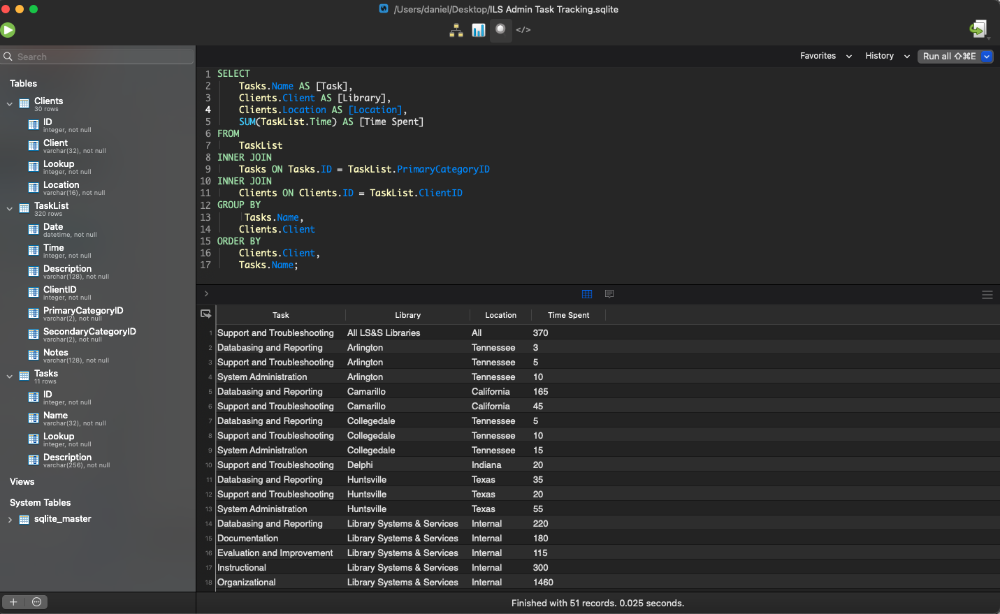 /Users/daniel/Desktop/ILS Admin Task Tracking.sqlite
</>
Search
Favorites History Run all ⇧⌘E
Tables
Clients
30 rows
ID
integer, not null
Client
varchar(32), not null
Lookup
integer, not null
Location
varchar(16), not null
TaskList
320 rows
Date
datetime, not null
Time
integer, not null
Description
varchar(128), not null
ClientID
integer, not null
PrimaryCategoryID
varchar(2), not null
SecondaryCategoryID
varchar(2), not null
Notes
varchar(128), not null
Tasks
11 rows
ID
integer, not null
Name
varchar(32), not null
Lookup
integer, not null
Description
varchar(256), not null
Views
System Tables
sqlite_master
1 SELECT
2 Tasks.Name AS [Task],
3 Clients.Client AS [Library],
4 Clients.Location AS [Location],
5 SUM(TaskList.Time) AS [Time Spent]
6 FROM
7 TaskList
8 INNER JOIN
9 Tasks ON Tasks.ID = TaskList.PrimaryCategoryID
10 INNER JOIN
11 Clients ON Clients.ID = TaskList.ClientID
12 GROUP BY
13 Tasks.Name,
14 Clients.Client
15 ORDER BY
16 Clients.Client,
17 Tasks.Name;
Task Library Location Time Spent
1 Support and Troubleshooting All LS&S Libraries All 370
2 Databasing and Reporting Arlington Tennessee 3
3 Support and Troubleshooting Arlington Tennessee 5
4 System Administration Arlington Tennessee 10
5 Databasing and Reporting Camarillo California 165
6 Support and Troubleshooting Camarillo California 45
7 Databasing and Reporting Collegedale Tennessee 5
8 Support and Troubleshooting Collegedale Tennessee 10
9 System Administration Collegedale Tennessee 15
10 Support and Troubleshooting Delphi Indiana 20
11 Databasing and Reporting Huntsville Texas 35
12 Support and Troubleshooting Huntsville Texas 20
13 System Administration Huntsville Texas 55
14 Databasing and Reporting Library Systems & Services Internal 220
15 Documentation Library Systems & Services Internal 180
16 Evaluation and Improvement Library Systems & Services Internal 115
17 Instructional Library Systems & Services Internal 300
18 Organizational Library Systems & Services Internal 1460
Finished with 51 records. 0.025 seconds.